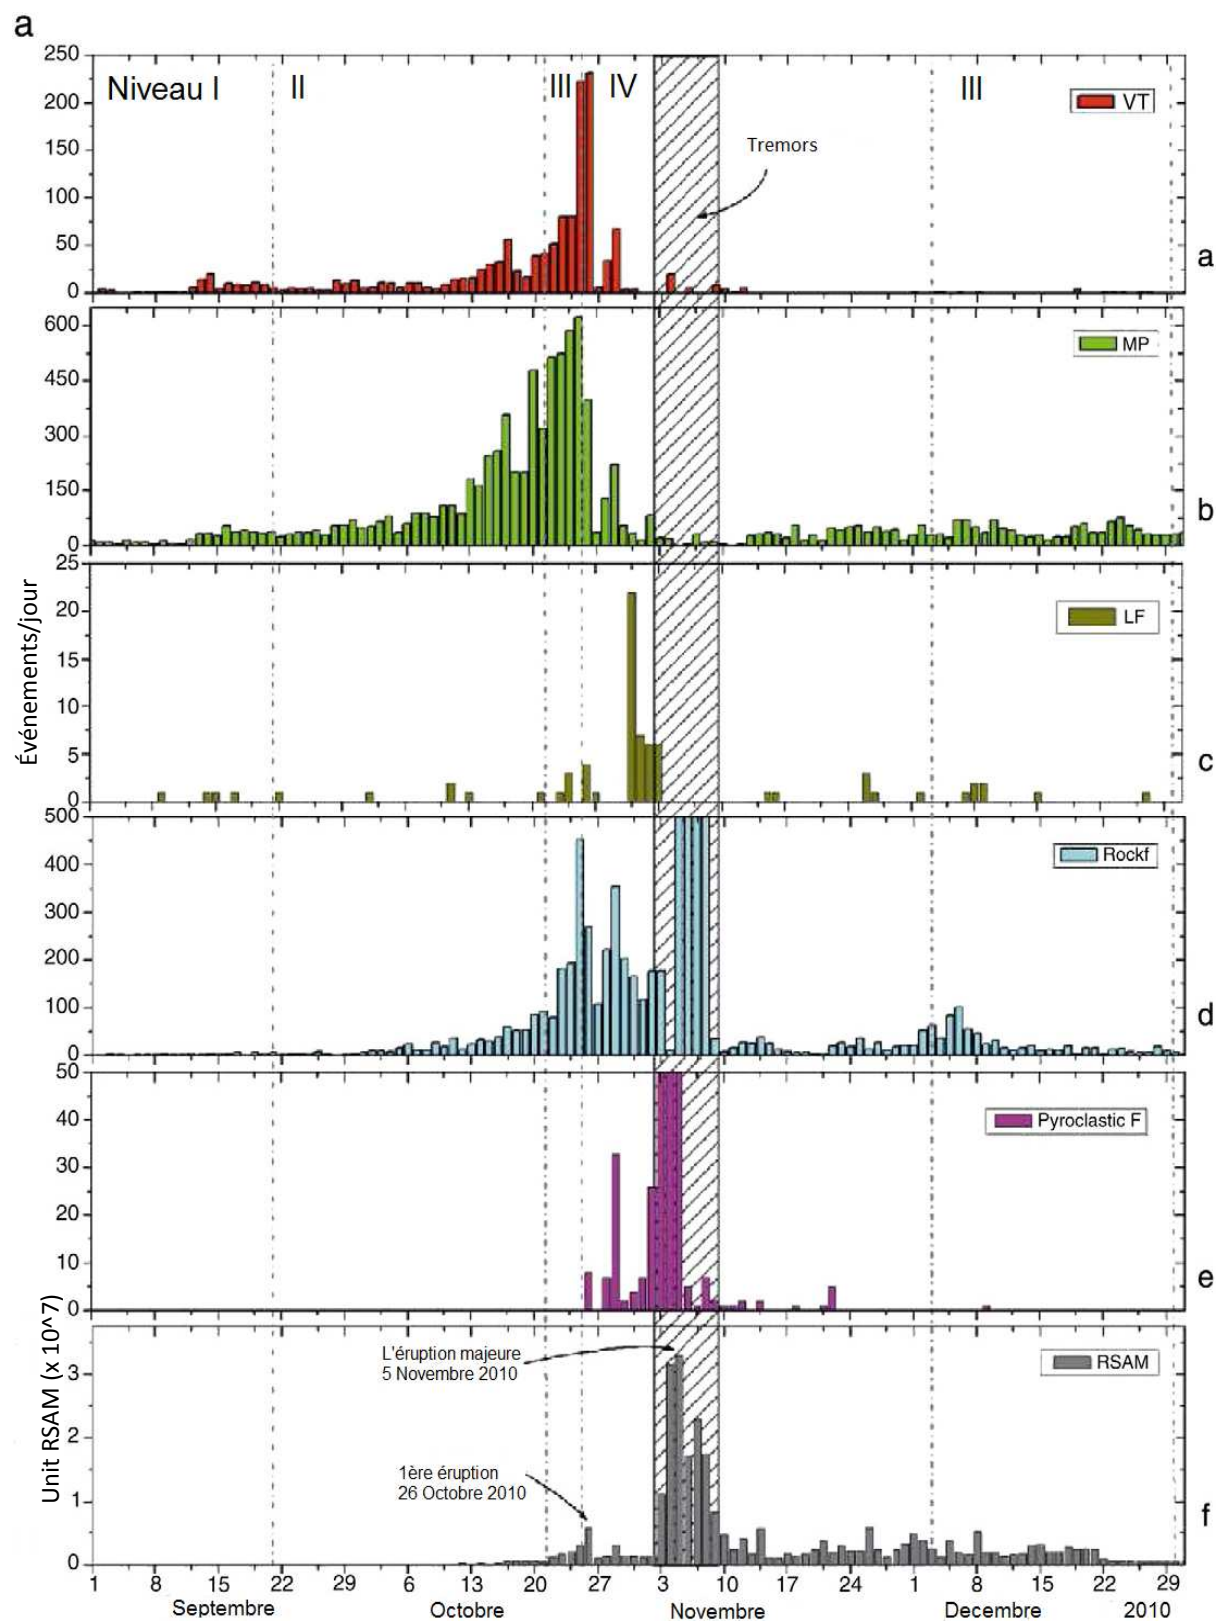 a
250
200
150
100
50
0
Niveau I
II
III
IV
III
VT
Tremors
a
600
450
300
150
0
MP
b
Événements/jour
25
20
15
10
5
0
LF
c
500
400
300
200
100
0
Rockf
d
50
40
30
20
10
0
Pyroclastic F
e
Unit RSAM (x 10^7)
3
2
1
0
L'éruption majeure
5 Novembre 2010
1ère éruption
26 Octobre 2010
RSAM
f
1 8 15 22 29 6 13 20 27 3 10 17 24 1 8 15 22 29
Septembre Octobre Novembre Decembre 2010